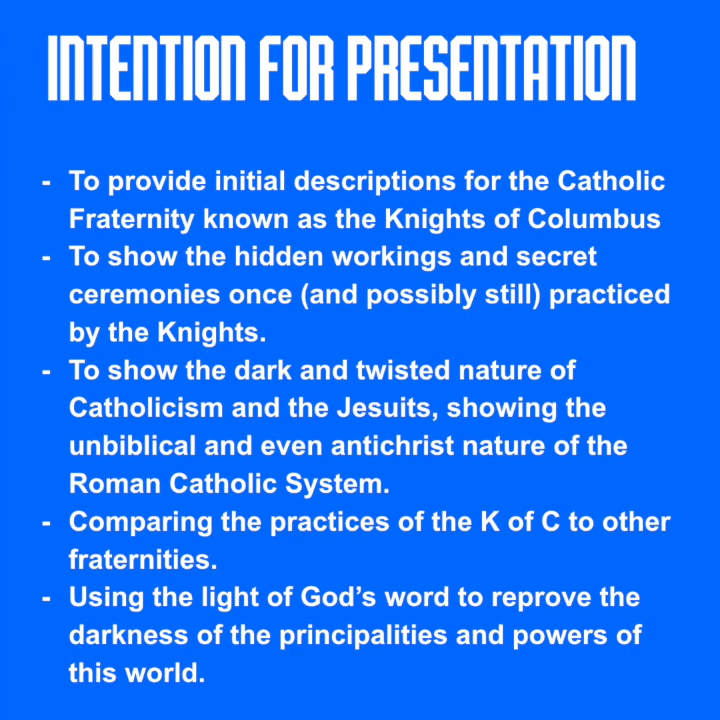 INTENTION FOR PRESENTATION
- To provide initial descriptions for the Catholic
Fraternity known as the Knights of Columbus
- To show the hidden workings and secret
ceremonies once (and possibly still) practiced
by the Knights.
- To show the dark and twisted nature of
Catholicism and the Jesuits, showing the
unbiblical and even antichrist nature of the
Roman Catholic System.
- Comparing the practices of the K of C to other
fraternities.
- Using the light of God’s word to reprove the
darkness of the principalities and powers of
this world.